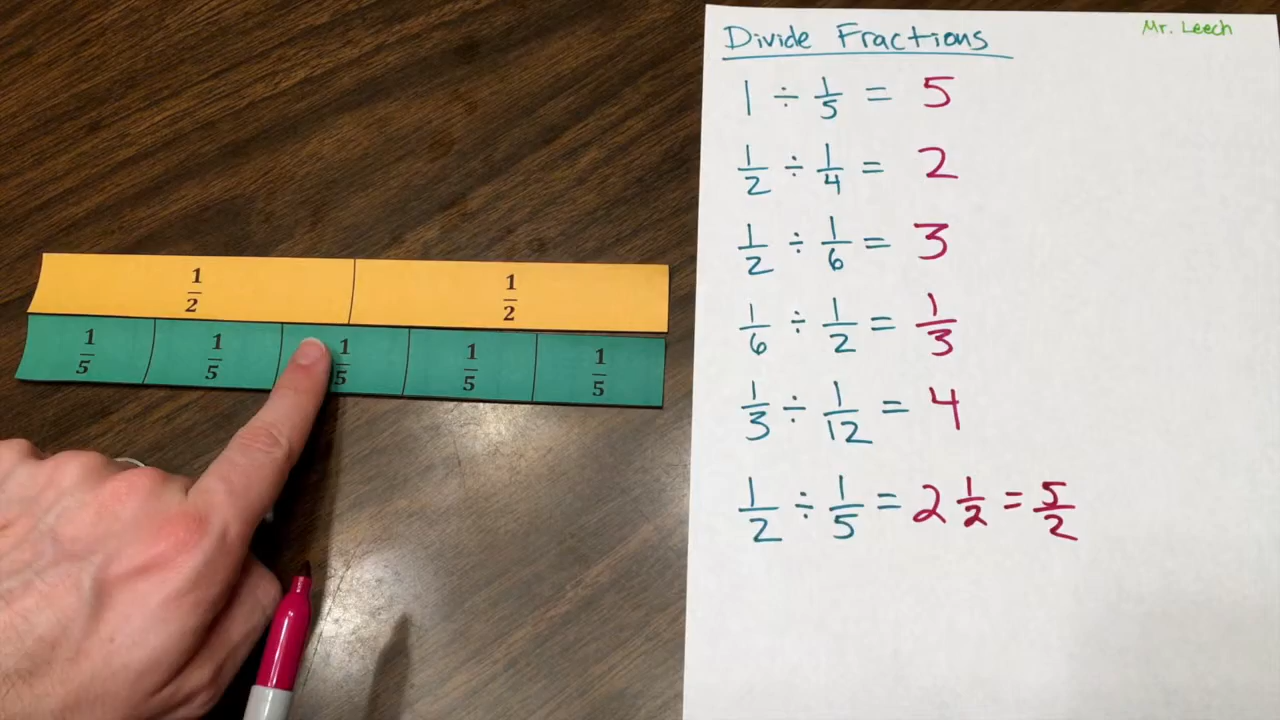 1/2 1/2
1/5 1/5 1/5 1/5 1/5
Divide Fractions
Mr. Leech
1 ÷ 1/5 = 5
1/2 ÷ 1/4 = 2
1/2 ÷ 1/6 = 3
1/6 ÷ 1/2 = 1/3
1/3 ÷ 1/12 = 4
1/2 ÷ 1/5 = 2 1/2 = 5/2